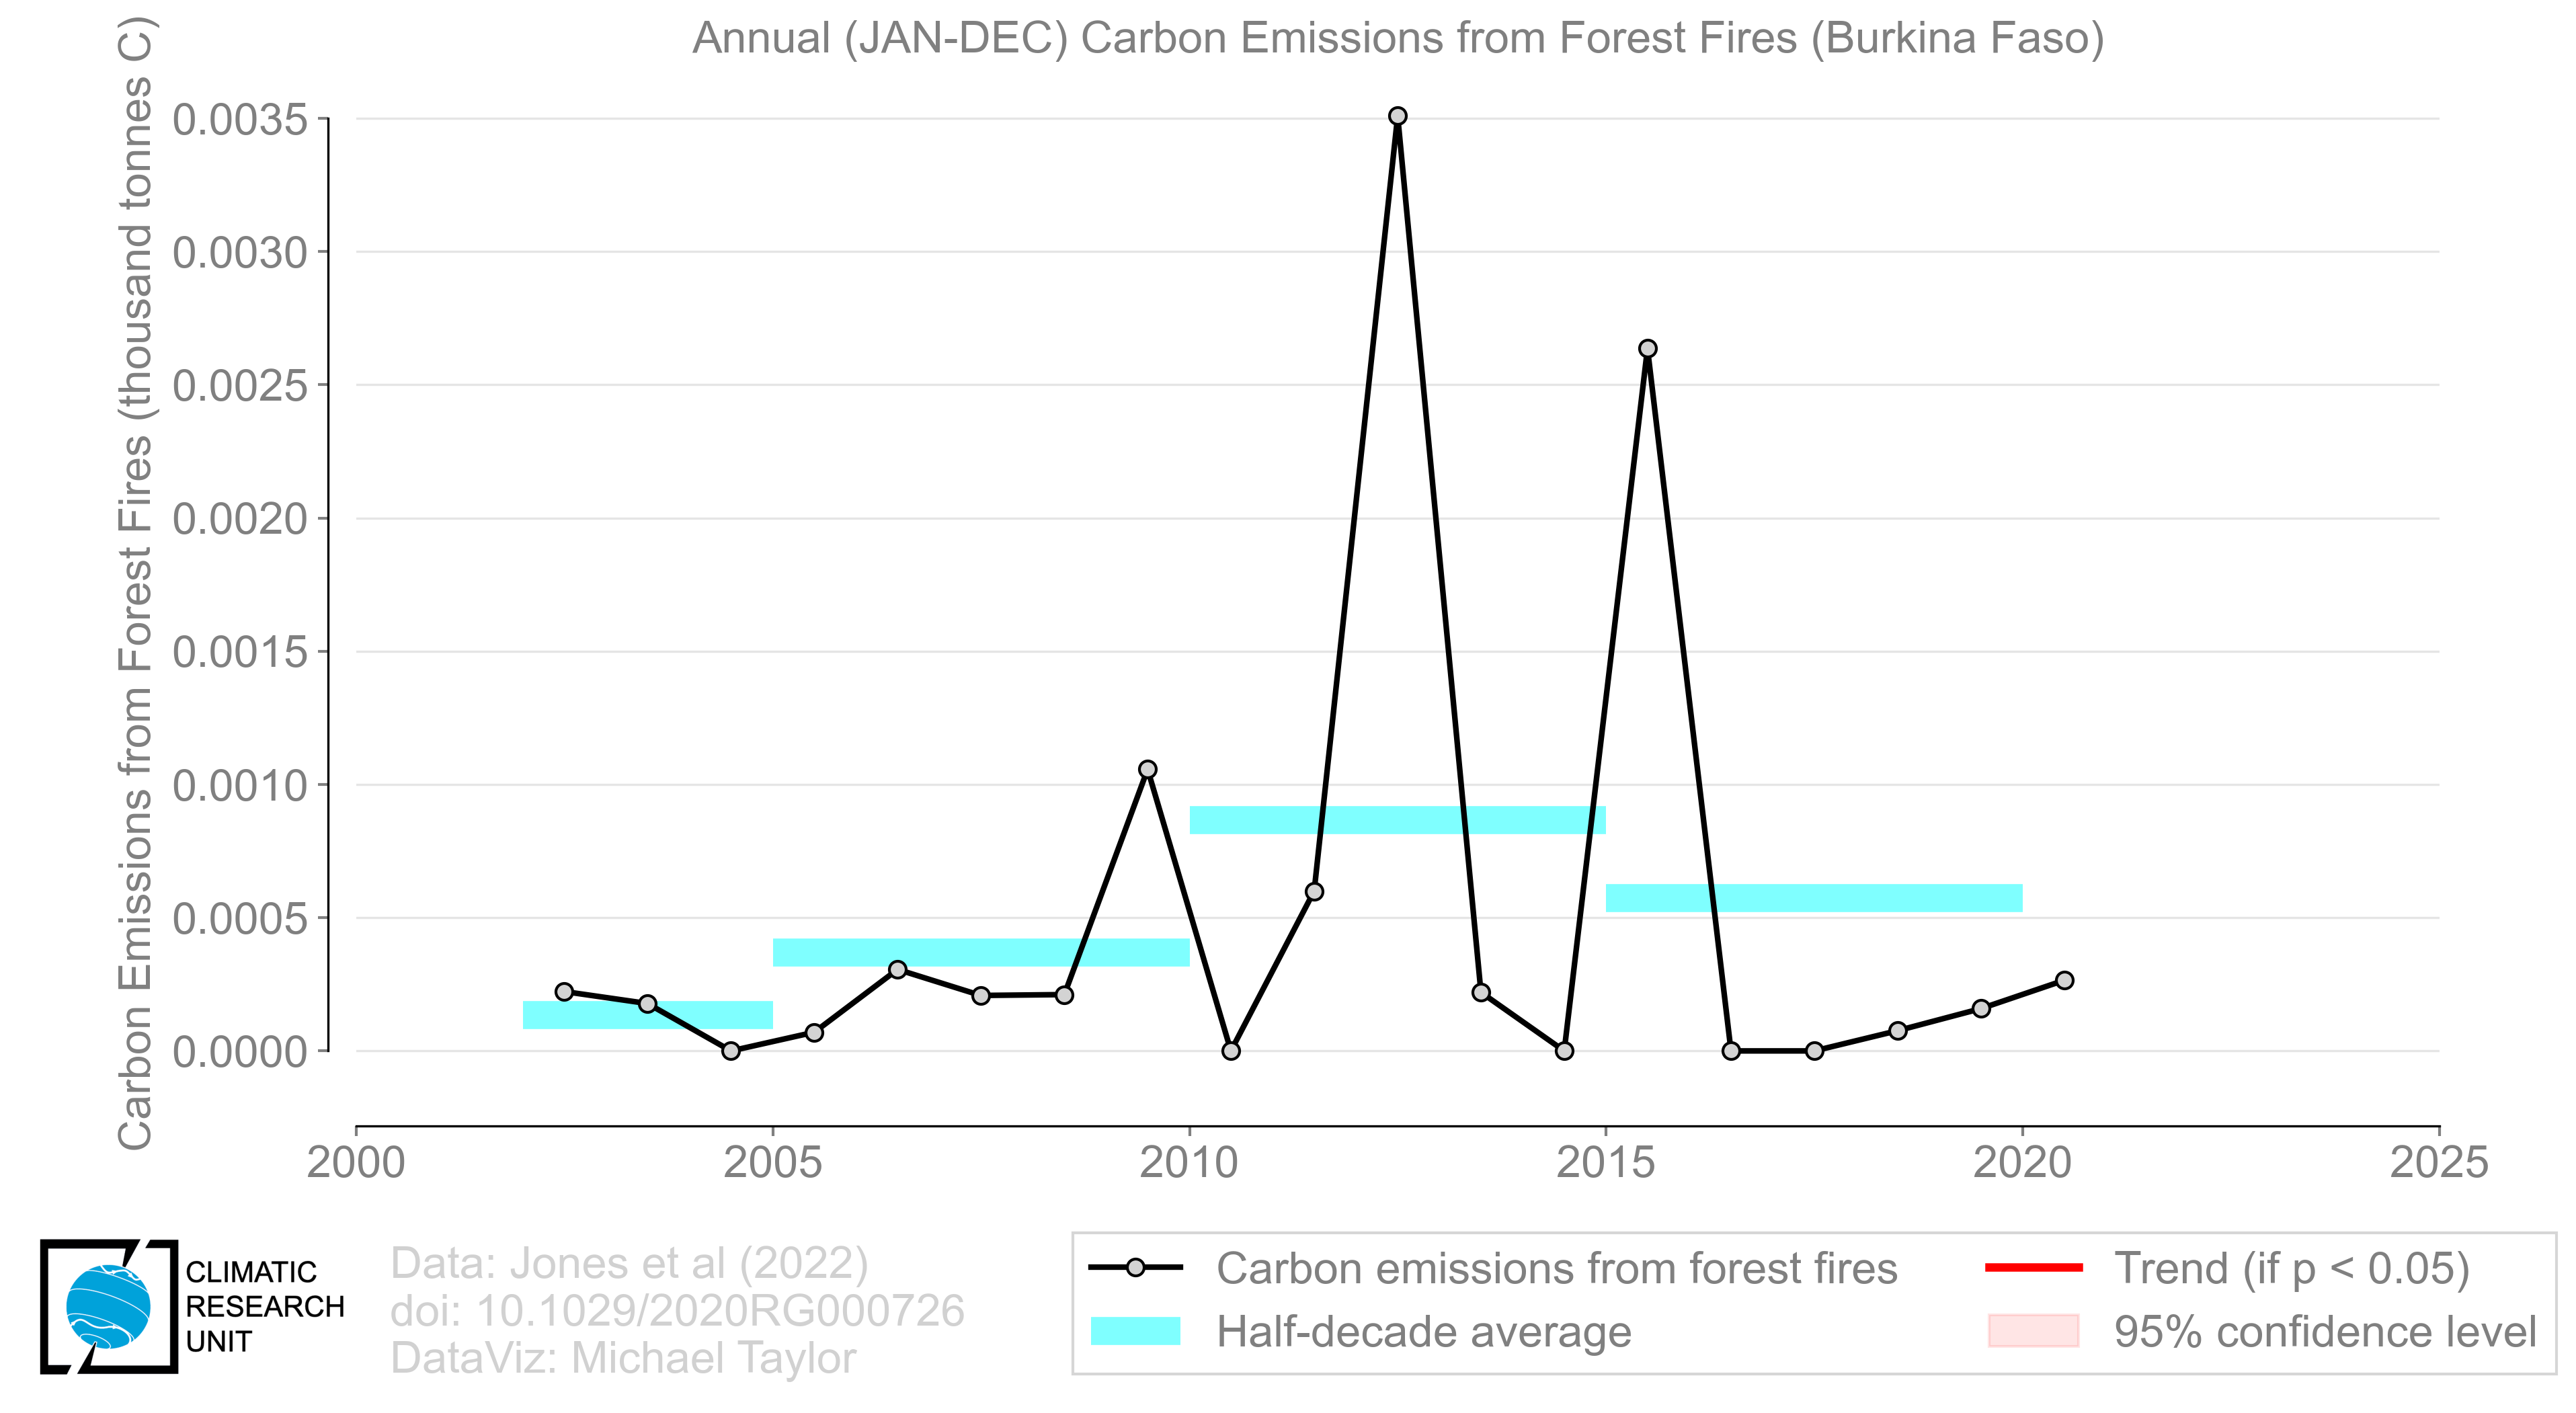 Annual (JAN-DEC) Carbon Emissions from Forest Fires (Burkina Faso)
Carbon Emissions from Forest Fires (thousand tonnes C)
0.0035
0.0030
0.0025
0.0020
0.0015
0.0010
0.0005
0.0000
2000
2005
2010
2015
2020
2025
CLIMATIC
RESEARCH
UNIT
Data: Jones et al (2022)
doi: 10.1029/2020RG000726
DataViz: Michael Taylor
Carbon emissions from forest fires
Half-decade average
Trend (if p < 0.05)
95% confidence level